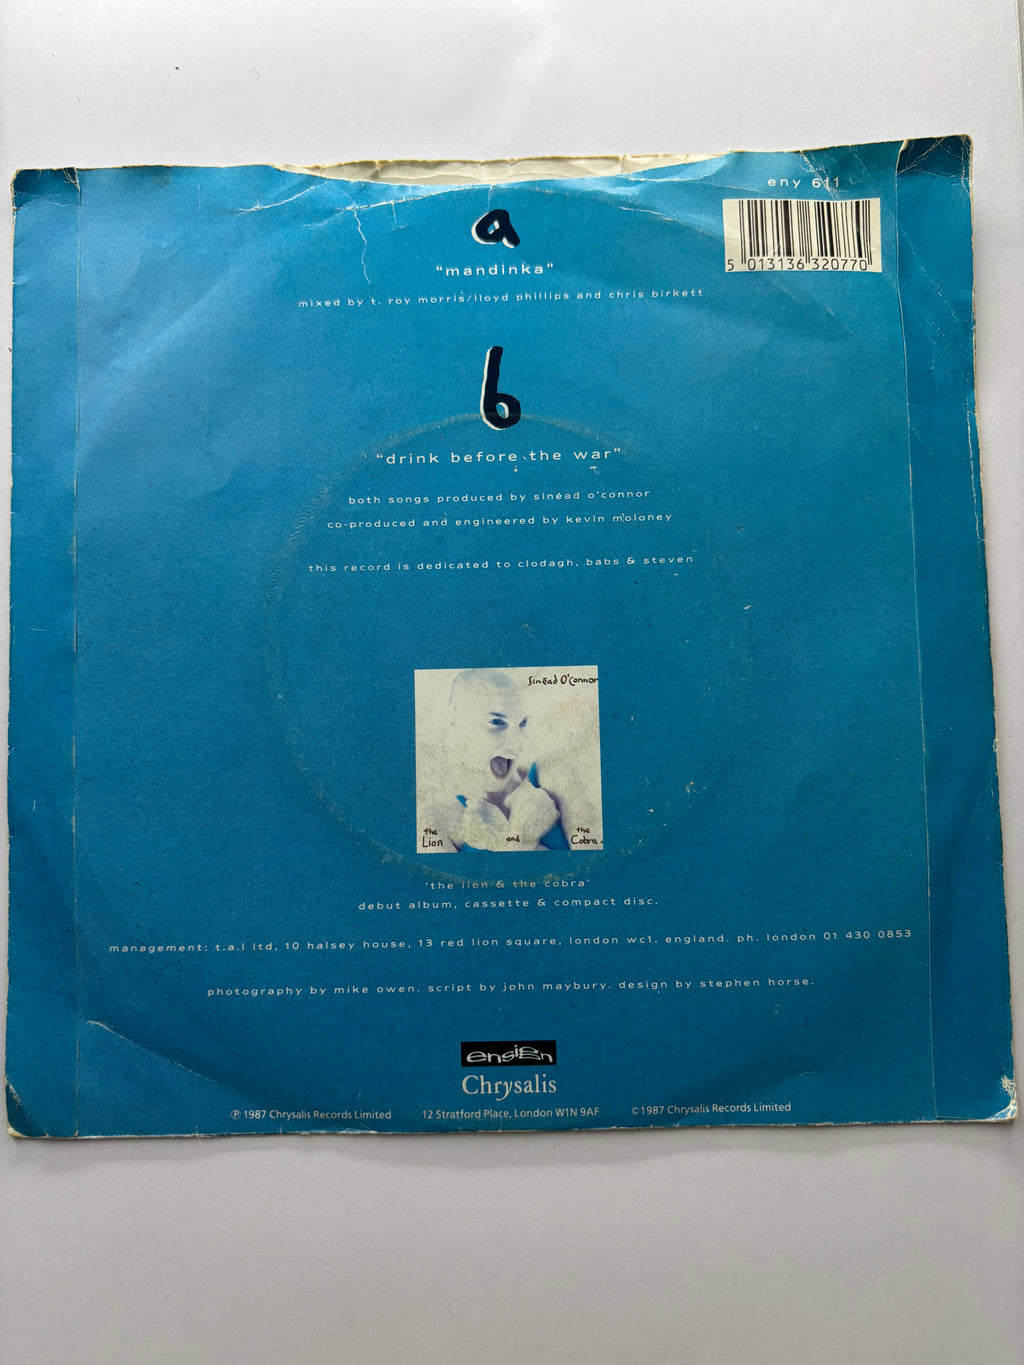 eny 611
5 013136 320770
a
"mandinka"
mixed by t. roy morris/lloyd phillips and chris birkett
b
"drink before the war"
both songs produced by sinéad o'connor
co-produced and engineered by kevin moloney
this record is dedicated to clodagh, babs & steven
Sinéad O'Connor
the Lion and the Cobra.
'the lion & the cobra'
debut album, cassette & compact disc.
management: t.a.l ltd, 10 halsey house, 13 red lion square, london wc1. england. ph. london 01 430 0853
photography by mike owen. script by john maybury. design by stephen horse.
ensign
Chrysalis
℗ 1987 Chrysalis Records Limited 12 Stratford Place, London W1N 9AF © 1987 Chrysalis Records Limited